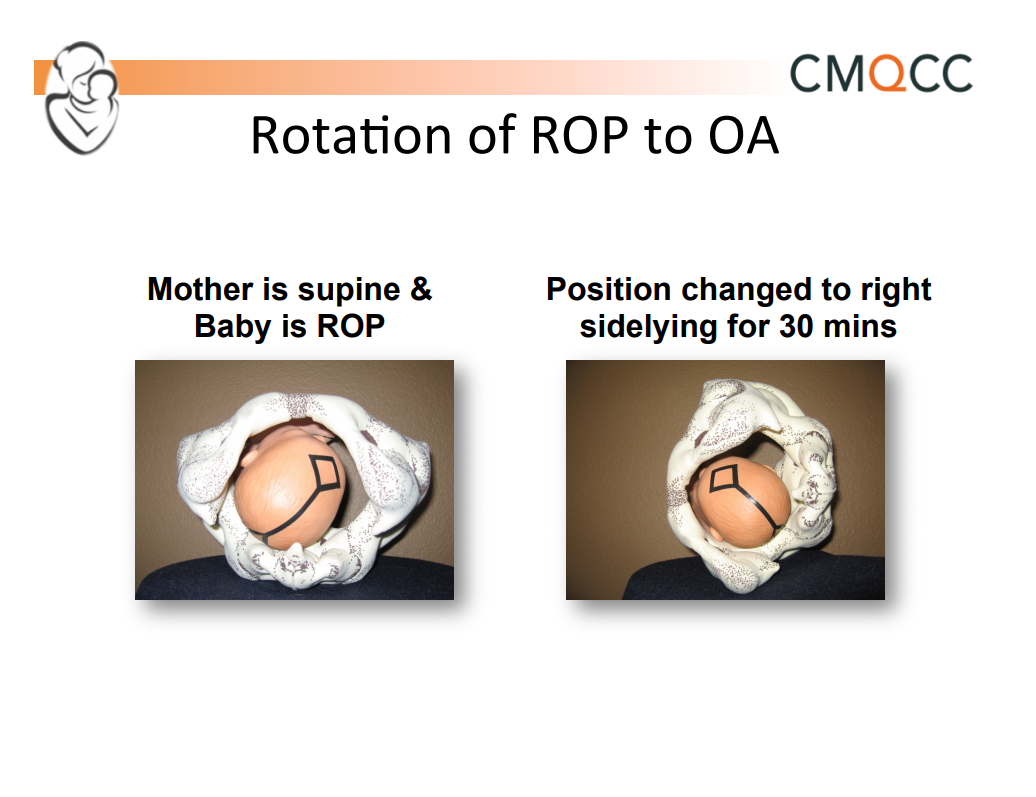 CMQCC
Rotation of ROP to OA
Mother is supine &
Baby is ROP
Position changed to right
sidelying for 30 mins